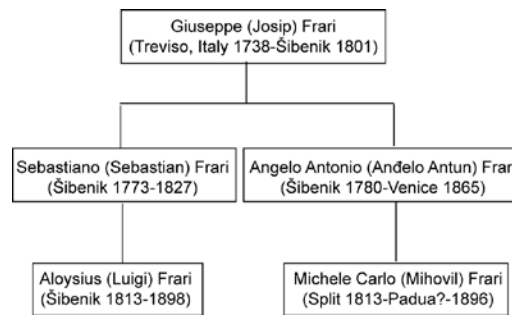 Giuseppe (Josip) Frari
(Treviso, Italy 1738-Šibenik 1801)
Sebastiano (Sebastian) Frari
(Šibenik 1773-1827)
Angelo Antonio (Anđelo Antun) Frar
(Šibenik 1780-Venice 1865)
Aloysius (Luigi) Frari
(Šibenik 1813-1898)
Michele Carlo (Mihovil) Frari
(Split 1813-Padua?-1896)